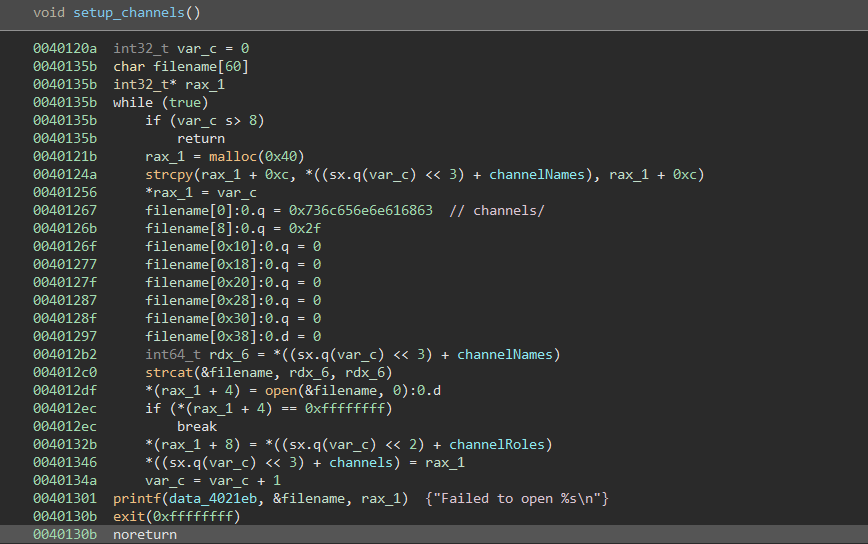 void setup_channels()
0040120a int32_t var_c = 0
0040135b char filename[60]
0040135b int32_t* rax_1
0040135b while (true)
0040135b if (var_c s> 8)
0040135b return
0040121b rax_1 = malloc(0x40)
0040124a strcpy(rax_1 + 0xc, *((sx.q(var_c) << 3) + channelNames), rax_1 + 0xc)
00401256 *rax_1 = var_c
00401267 filename[0]:0.q = 0x736c656e6e616863 // channels/
0040126b filename[8]:0.q = 0x2f
0040126f filename[0x10]:0.q = 0
00401277 filename[0x18]:0.q = 0
0040127f filename[0x20]:0.q = 0
00401287 filename[0x28]:0.q = 0
0040128f filename[0x30]:0.q = 0
00401297 filename[0x38]:0.d = 0
004012b2 int64_t rdx_6 = *((sx.q(var_c) << 3) + channelNames)
004012c0 strcat(&filename, rdx_6, rdx_6)
004012df *(rax_1 + 4) = open(&filename, 0):0.d
004012ec if (*(rax_1 + 4) == 0xffffffff)
004012ec break
0040132b *(rax_1 + 8) = *((sx.q(var_c) << 2) + channelRoles)
00401346 *((sx.q(var_c) << 3) + channels) = rax_1
0040134a var_c = var_c + 1
00401301 printf(data_4021eb, &filename, rax_1) {"Failed to open %s\n"}
0040130b exit(0xffffffff)
0040130b noreturn